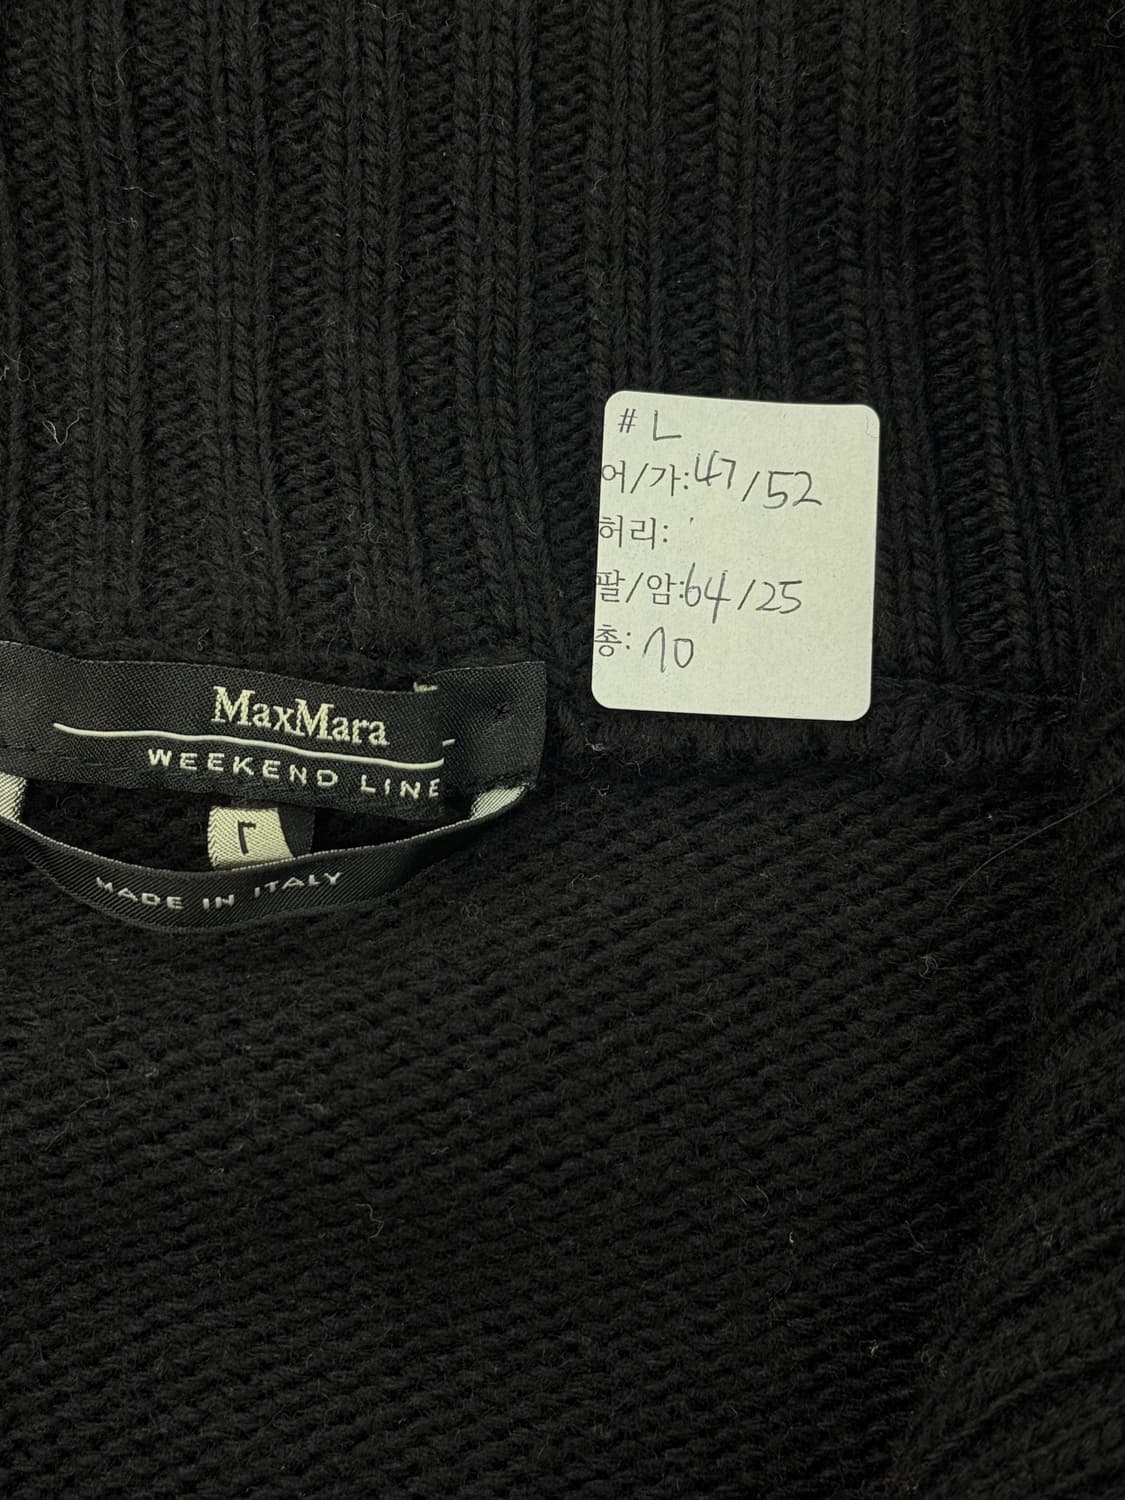 # L
어/가:47/52
허리:
팔/암:64/25
총: 70
MaxMara
WEEKEND LINE
L
MADE IN ITALY